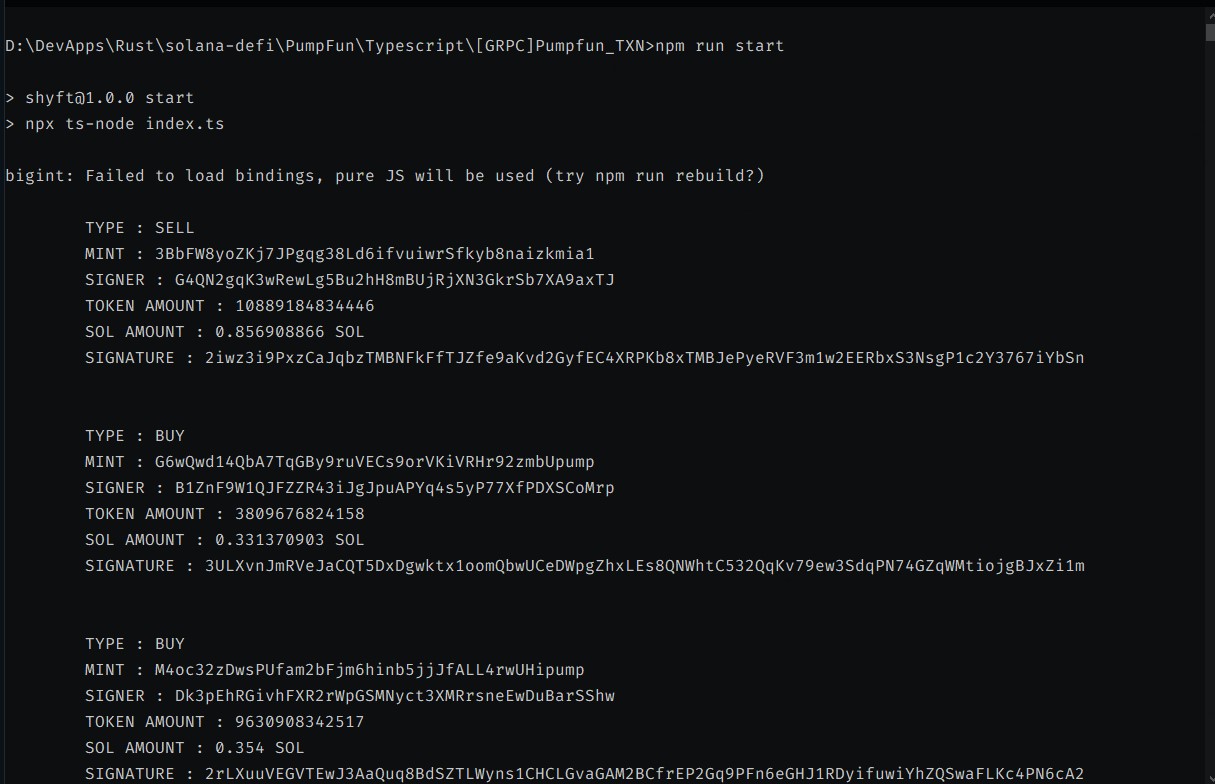 D:\DevApps\Rust\solana-defi\PumpFun\Typescript\[GRPC]Pumpfun_TXN>npm run start
> shyft@1.0.0 start
> npx ts-node index.ts
bigint: Failed to load bindings, pure JS will be used (try npm run rebuild?)
TYPE : SELL
MINT : 3BbFW8yoZKj7JPgqg38Ld6ifvuiwrSfkyb8naizkmia1
SIGNER : G4QN2gqK3wRewLg5Bu2hH8mBUjRjXN3GkrSb7XA9axTJ
TOKEN AMOUNT : 10889184834446
SOL AMOUNT : 0.856908866 SOL
SIGNATURE : 2iwz3i9PxzCaJqbzTMBNFkFfTJZfe9aKvd2GyfEC4XRPKb8xTMBJePyeRVF3m1w2EERbxS3NsgP1c2Y3767iYbSn
TYPE : BUY
MINT : G6wQwd14QbA7TqGBy9ruVECs9orVKiVRHr92zmbUpump
SIGNER : B1ZnF9W1QJFZZR43iJgJpuAPYq4s5yP77XfPDXSCoMrp
TOKEN AMOUNT : 3809676824158
SOL AMOUNT : 0.331370903 SOL
SIGNATURE : 3ULXvnJmRVeJaCQT5DxDgwktx1oomQbwUCeDWpgZhxLEs8QNWhtC532QqKv79ew3SdqPN74GZqWMtiojgBJxZi1m
TYPE : BUY
MINT : M4oc32zDwsPUfam2bFjm6hinb5jjJfALL4rwUHipump
SIGNER : Dk3pEhRGivhFXR2rWpGSMNyct3XMRrsneEwDuBarSShw
TOKEN AMOUNT : 9630908342517
SOL AMOUNT : 0.354 SOL
SIGNATURE : 2rLXuuVEGVTEwJ3AaQuq8BdSZTLWyns1CHCLGvaGAM2BCfrEP2Gq9PFn6eGHJ1RDyifuwiYhZQSwaFLKc4PN6cA2